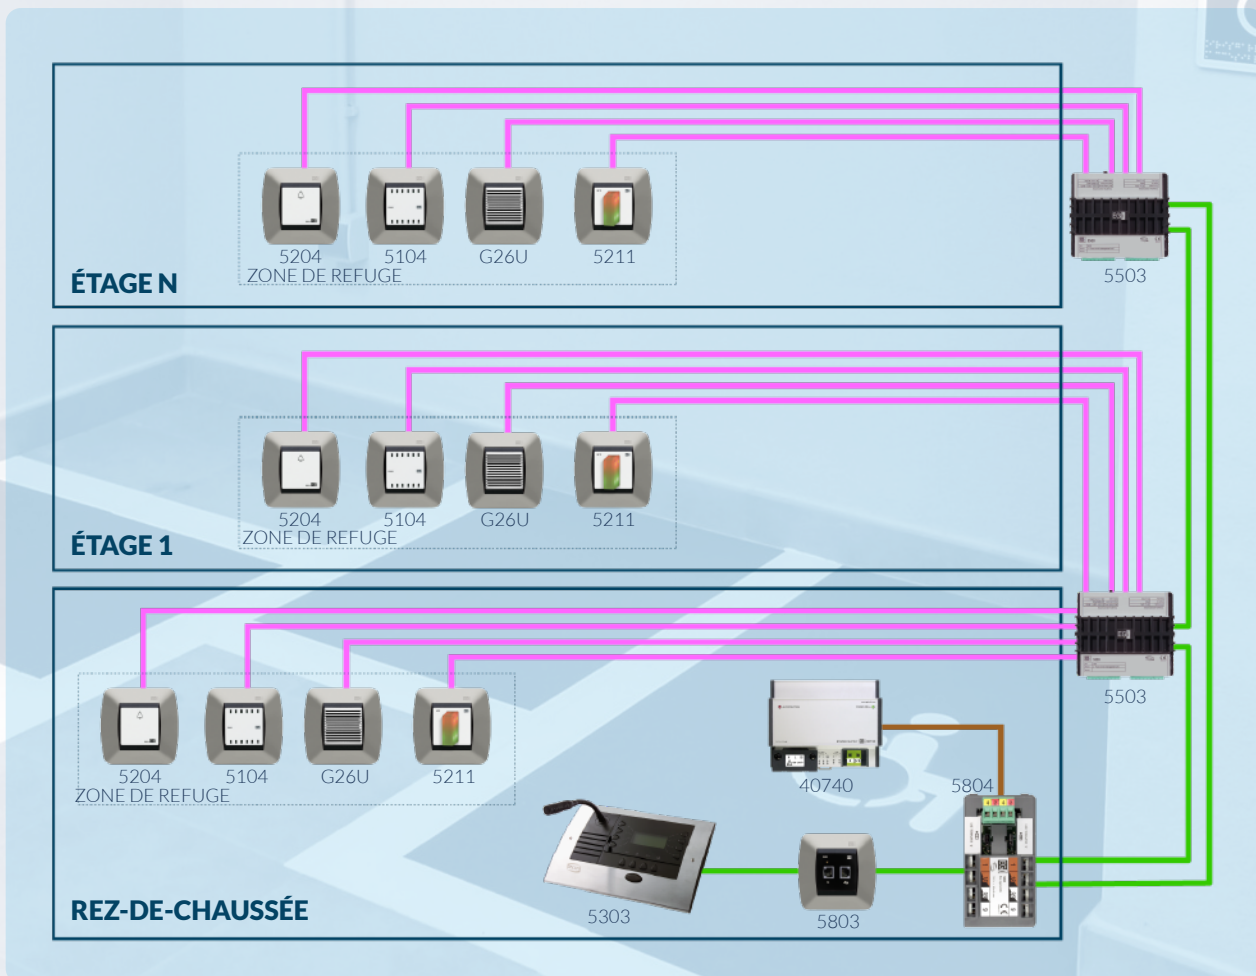 5204 5104 G26U 5211
ZONE DE REFUGE
5503
ÉTAGE N
5204 5104 G26U 5211
ZONE DE REFUGE
ÉTAGE 1
5503
5204 5104 G26U 5211
ZONE DE REFUGE
40740 5804
5303 5803
REZ-DE-CHAUSSÉE